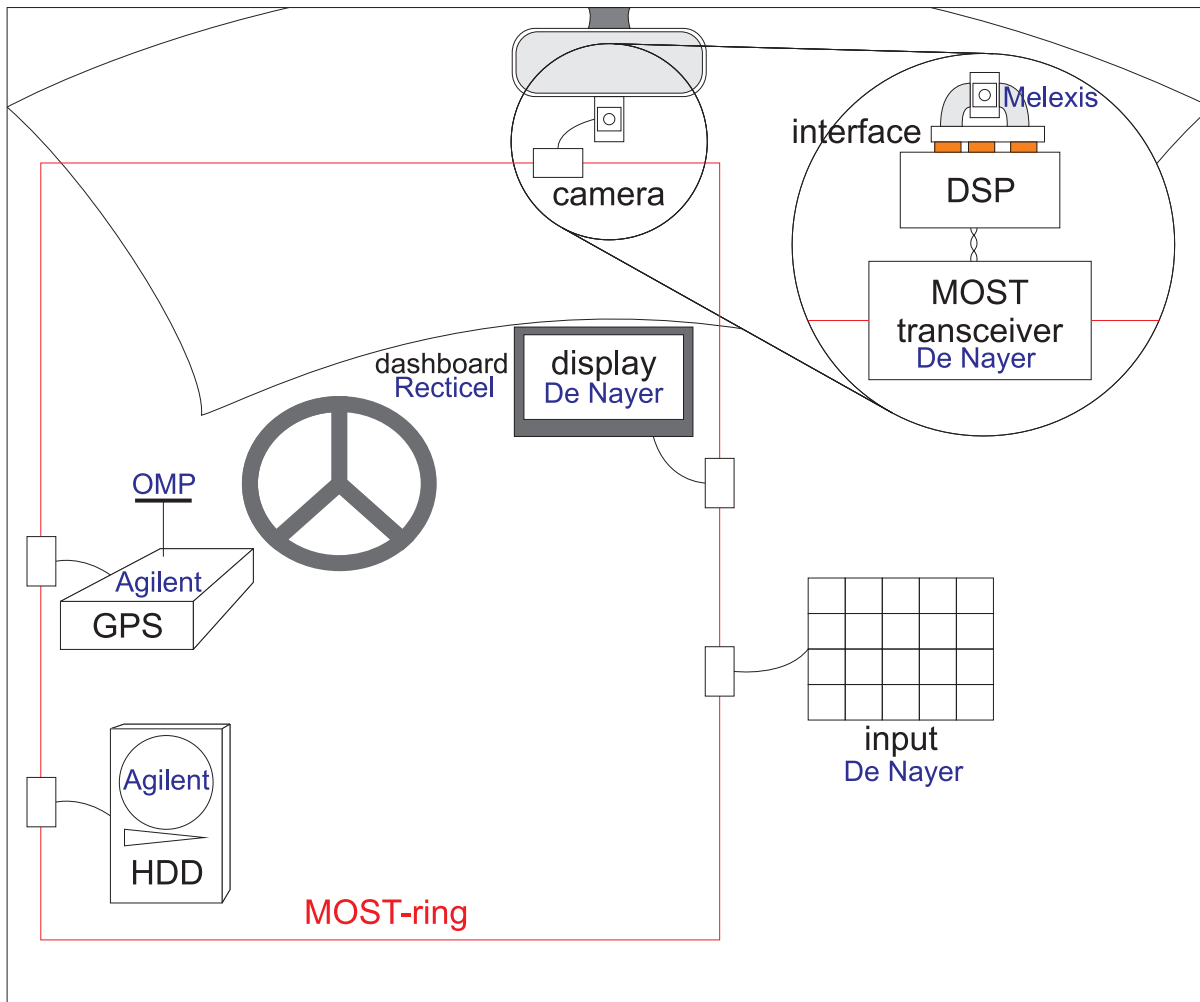 Melexis
interface
DSP
camera
MOST
transceiver
De Nayer
dashboard
Recticel
display
De Nayer
OMP
Agilent
GPS
input
De Nayer
Agilent
HDD
MOST-ring